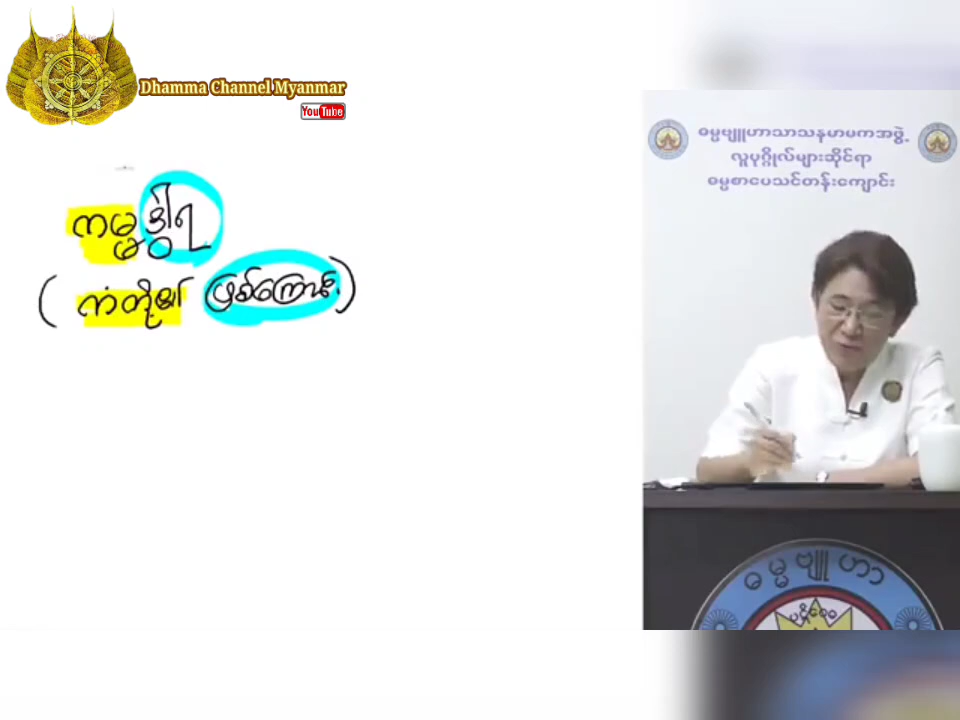 Dhamma Channel Myanmar
YouTube
ကမ္မဒွါရ
(ကံတို့၏ ဖြစ်ကြောင်း)
ဓမ္မဗျူဟာသာသနာမာမကအဖွဲ့
လူပုဂ္ဂိုလ်များဆိုင်ရာ
ဓမ္မစာပေသင်တန်းကျောင်း
ဓမ္မဗျူဟာ